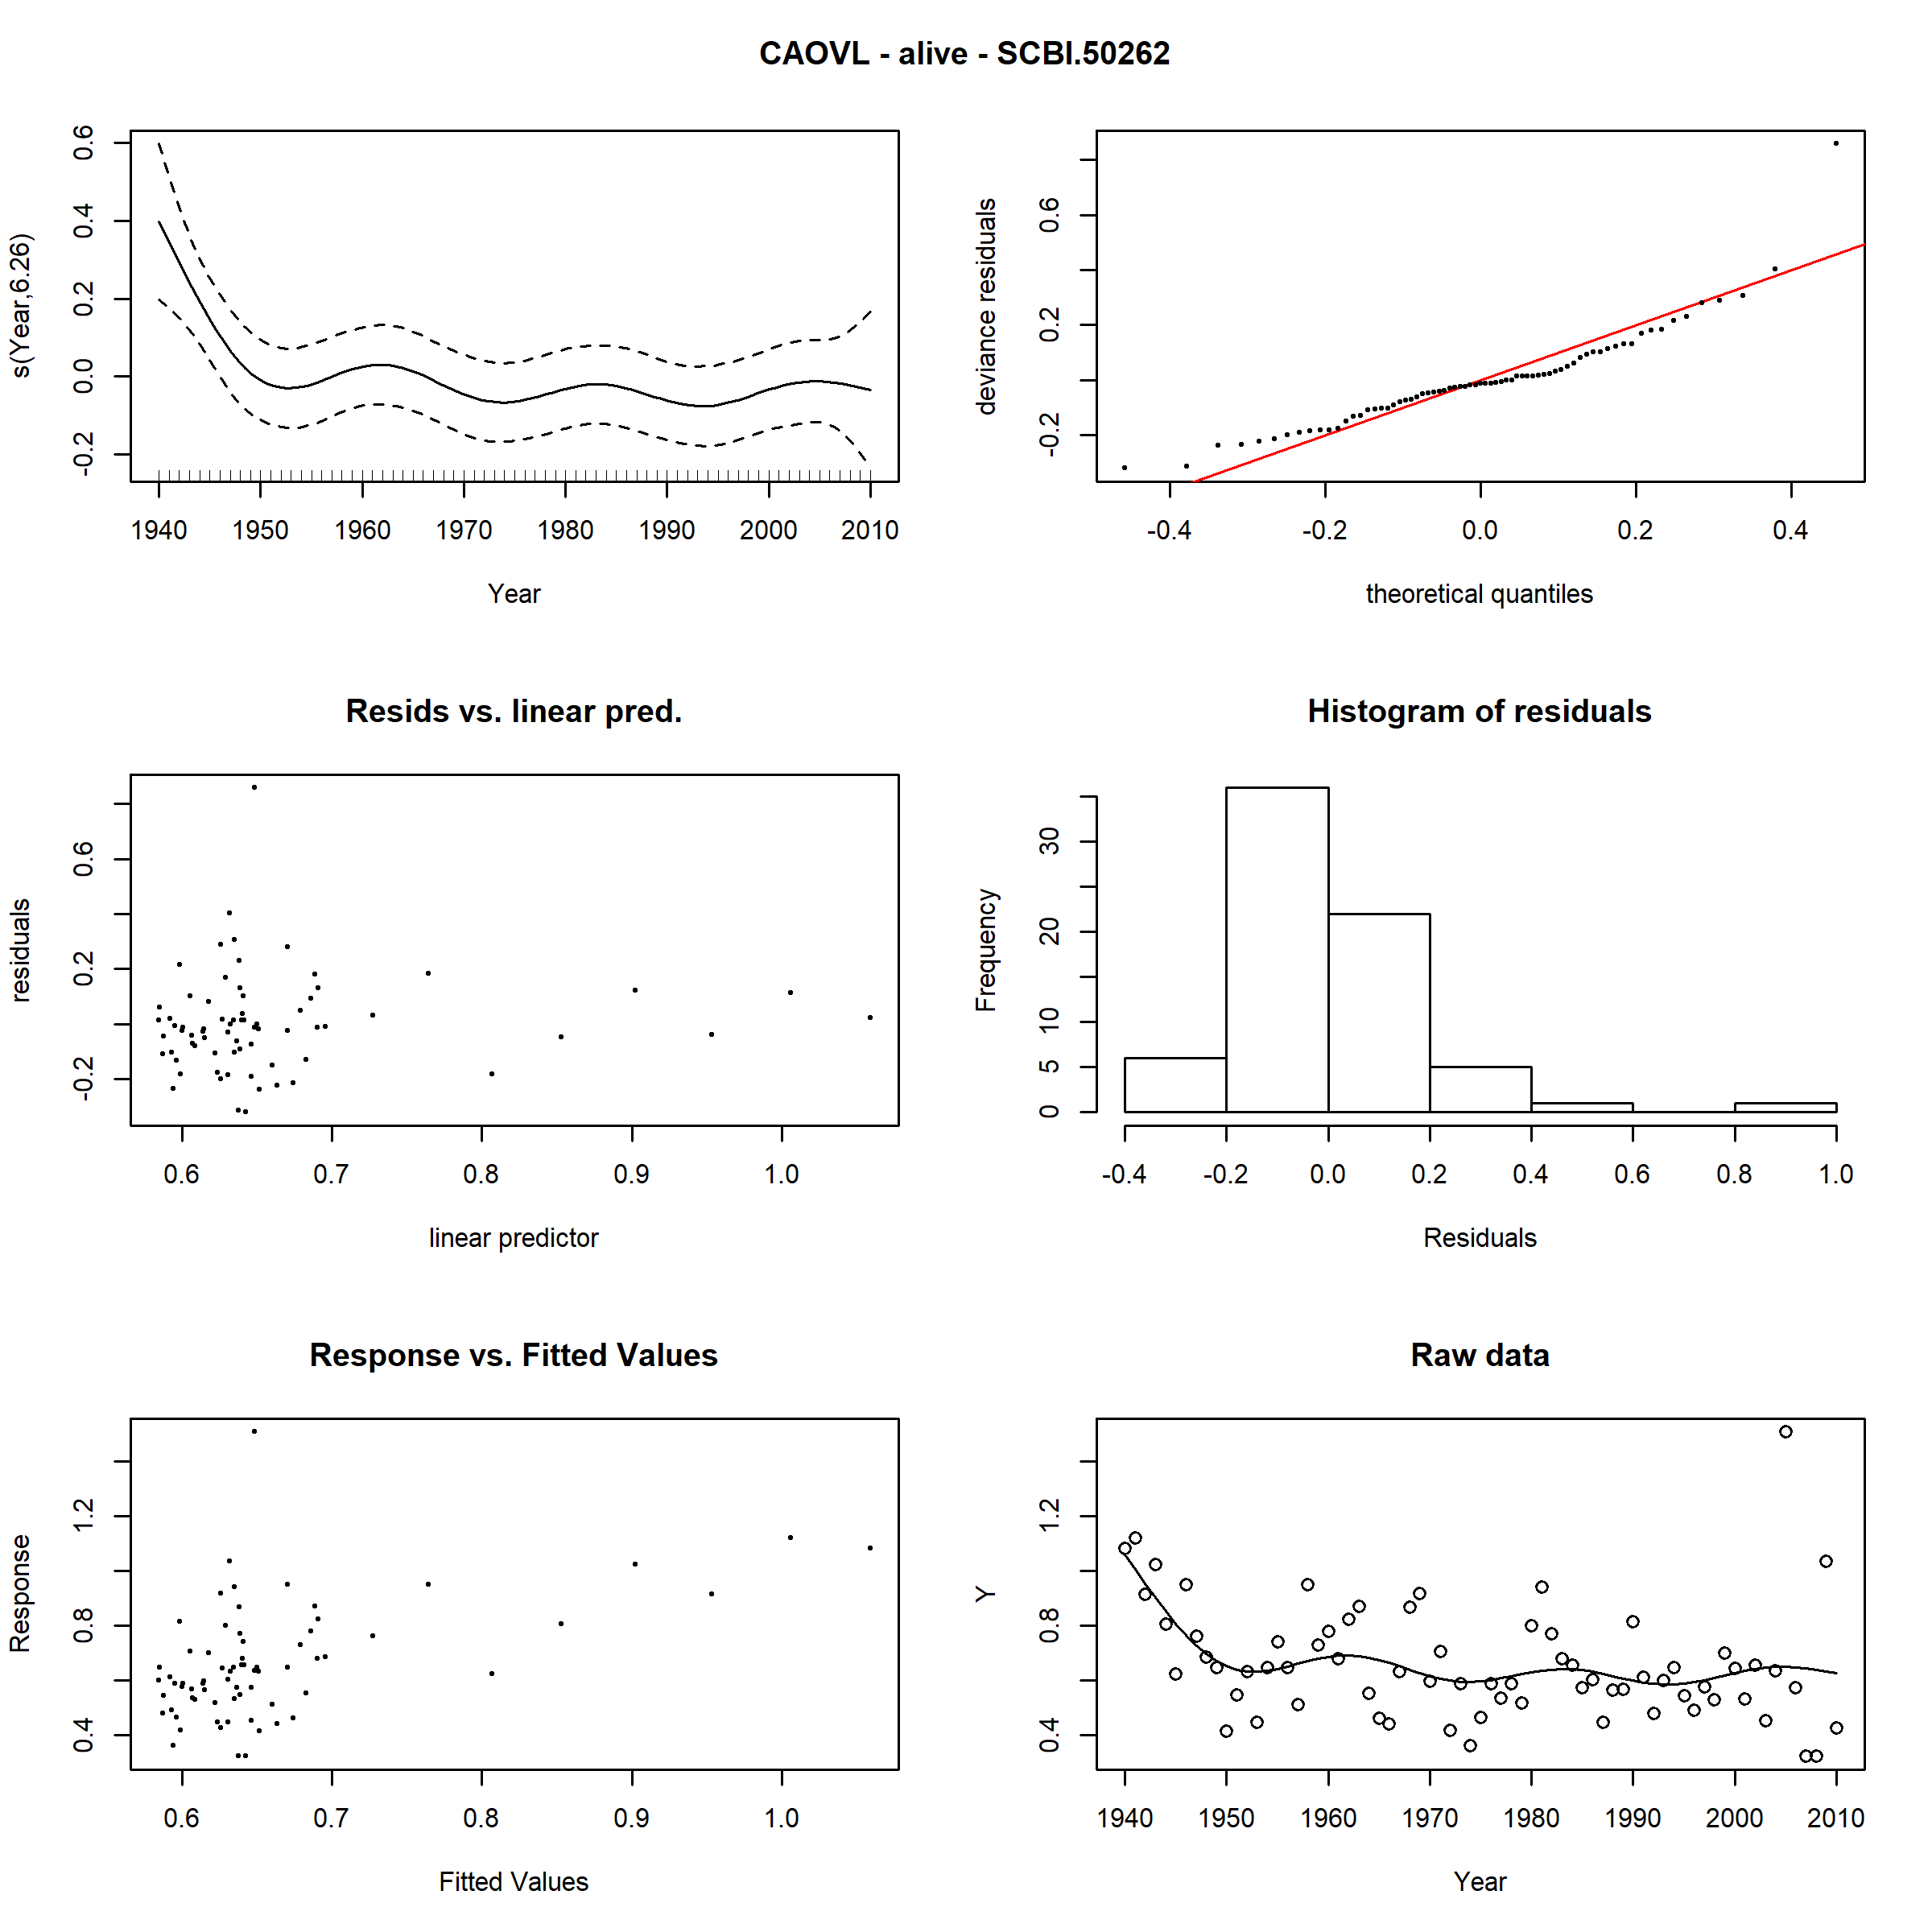 CAOVL - alive - SCBI.50262
s(Year,6.26)
-0.2 0.0 0.2 0.4 0.6
1940 1950 1960 1970 1980 1990 2000 2010
Year
deviance residuals
-0.2 0.2 0.6
-0.4 -0.2 0.0 0.2 0.4
theoretical quantiles
Resids vs. linear pred.
residuals
-0.2 0.2 0.6
0.6 0.7 0.8 0.9 1.0
linear predictor
Histogram of residuals
Frequency
0 5 10 20 30
-0.4 -0.2 0.0 0.2 0.4 0.6 0.8 1.0
Residuals
Response vs. Fitted Values
Response
0.4 0.8 1.2
0.6 0.7 0.8 0.9 1.0
Fitted Values
Raw data
Y
0.4 0.8 1.2
1940 1950 1960 1970 1980 1990 2000 2010
Year